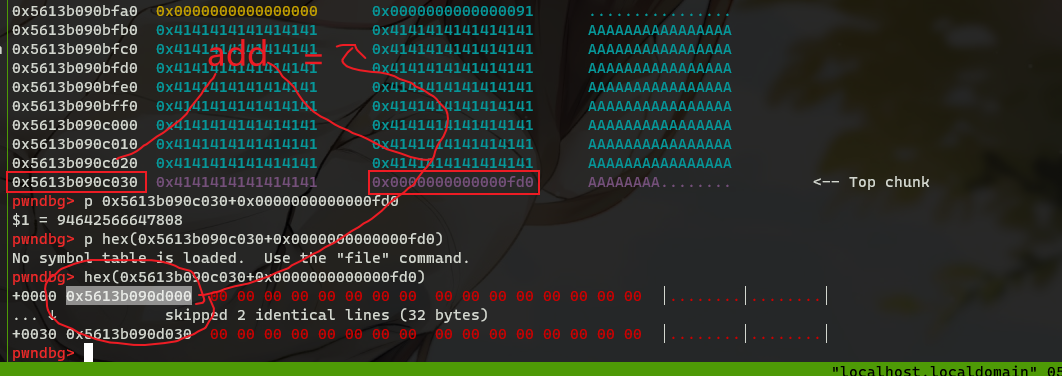 0x5613b090bfa0 0x0000000000000000 0x0000000000000091 ................
0x5613b090bfb0 0x4141414141414141 0x4141414141414141 AAAAAAAAAAAAAAAA
0x5613b090bfc0 0x4141414141414141 0x4141414141414141 AAAAAAAAAAAAAAAA
0x5613b090bfd0 0x4141414141414141 0x4141414141414141 AAAAAAAAAAAAAAAA
add =
0x5613b090bfe0 0x4141414141414141 0x4141414141414141 AAAAAAAAAAAAAAAA
0x5613b090bff0 0x4141414141414141 0x4141414141414141 AAAAAAAAAAAAAAAA
0x5613b090c000 0x4141414141414141 0x4141414141414141 AAAAAAAAAAAAAAAA
0x5613b090c010 0x4141414141414141 0x4141414141414141 AAAAAAAAAAAAAAAA
0x5613b090c020 0x4141414141414141 0x4141414141414141 AAAAAAAAAAAAAAAA
0x5613b090c030 0x4141414141414141 0x0000000000000fd0 AAAAAAAA........ <-- Top chunk
pwndbg> p 0x5613b090c030+0x0000000000000fd0
$1 = 94642566647808
pwndbg> p hex(0x5613b090c030+0x0000000000000fd0)
No symbol table is loaded.  Use the "file" command.
pwndbg> hex(0x5613b090c030+0x0000000000000fd0)
+0000 0x5613b090d000 00 00 00 00 00 00 00 00 00 00 00 00 00 00 00 00 |........|........|
... ↓ skipped 2 identical lines (32 bytes)
+0030 0x5613b090d030 00 00 00 00 00 00 00 00 00 00 00 00 00 00 00 00 |........|........|
pwndbg>
"localhost.localdomain" 0